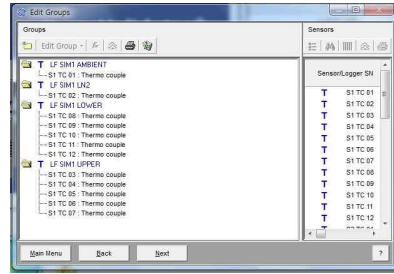 Edit Groups
Groups
Edit Group
T LF SIM1 AMBIENT
S1 TC 01 : Thermo couple
T LF SIM1 LN2
S1 TC 02 : Thermo couple
T LF SIM1 LOWER
S1 TC 08 : Thermo couple
S1 TC 09 : Thermo couple
S1 TC 10 : Thermo couple
S1 TC 11 : Thermo couple
S1 TC 12 : Thermo couple
T LF SIM1 UPPER
S1 TC 03 : Thermo couple
S1 TC 04 : Thermo couple
S1 TC 05 : Thermo couple
S1 TC 06 : Thermo couple
S1 TC 07 : Thermo couple
Sensors
Sensor/Logger SN
T S1 TC 01
T S1 TC 02
T S1 TC 03
T S1 TC 04
T S1 TC 05
T S1 TC 06
T S1 TC 07
T S1 TC 08
T S1 TC 09
T S1 TC 10
T S1 TC 11
T S1 TC 12
Main Menu
Back
Next
?